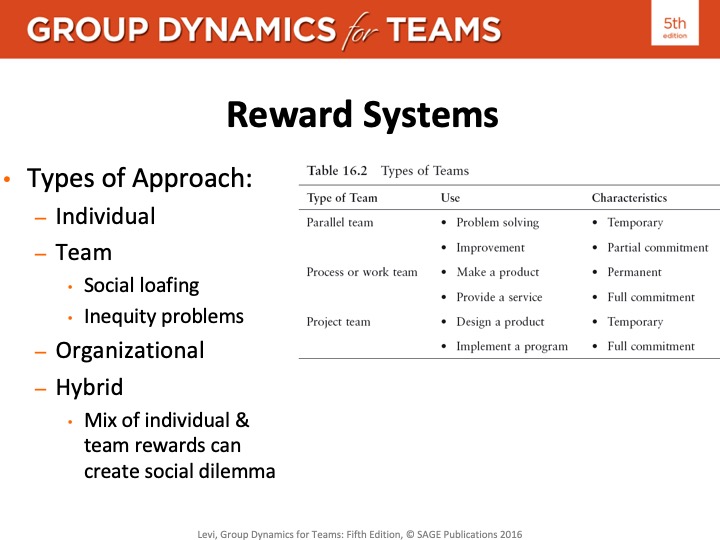 GROUP DYNAMICS for TEAMS
5th
edition
Reward Systems
• Types of Approach:
– Individual
– Team
• Social loafing
• Inequity problems
– Organizational
– Hybrid
• Mix of individual &
team rewards can
create social dilemma
Table 16.2 Types of Teams
Type of Team Use Characteristics
Parallel team • Problem solving • Temporary
• Improvement • Partial commitment
Process or work team • Make a product • Permanent
• Provide a service • Full commitment
Project team • Design a product • Temporary
• Implement a program • Full commitment
Levi, Group Dynamics for Teams: Fifth Edition, © SAGE Publications 2016